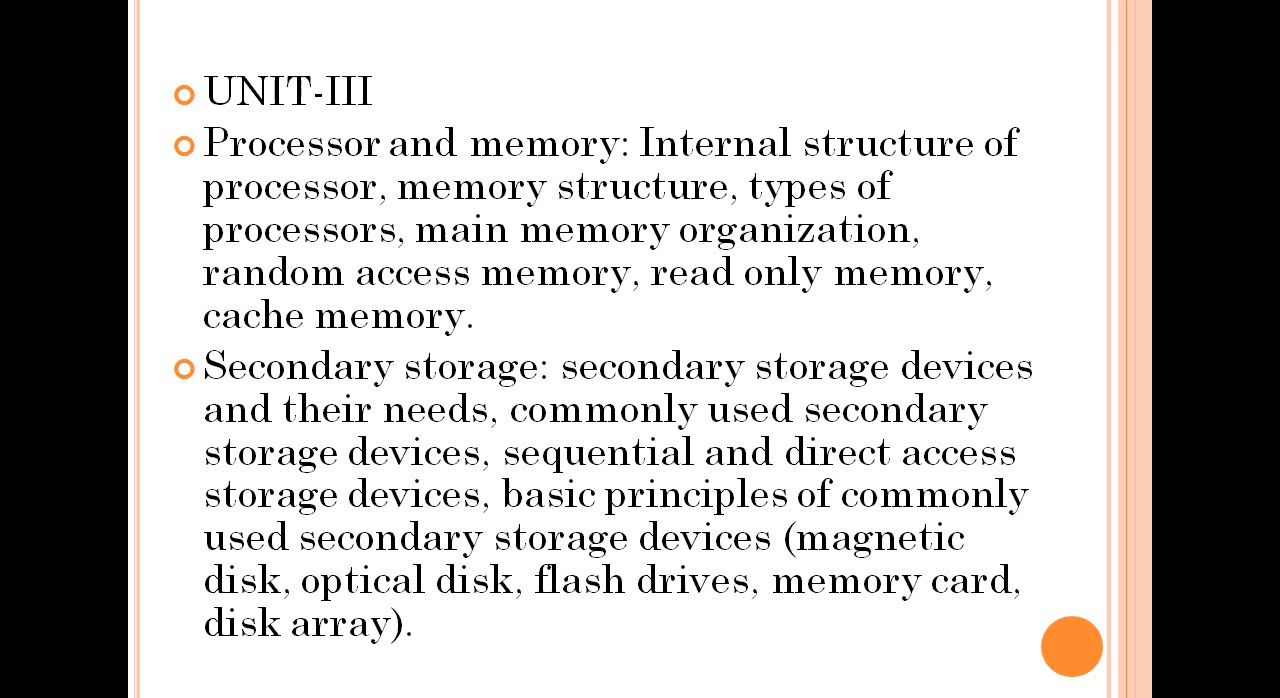 UNIT-III
Processor and memory: Internal structure of
processor, memory structure, types of
processors, main memory organization,
random access memory, read only memory,
cache memory.
Secondary storage: secondary storage devices
and their needs, commonly used secondary
storage devices, sequential and direct access
storage devices, basic principles of commonly
used secondary storage devices (magnetic
disk, optical disk, flash drives, memory card,
disk array).